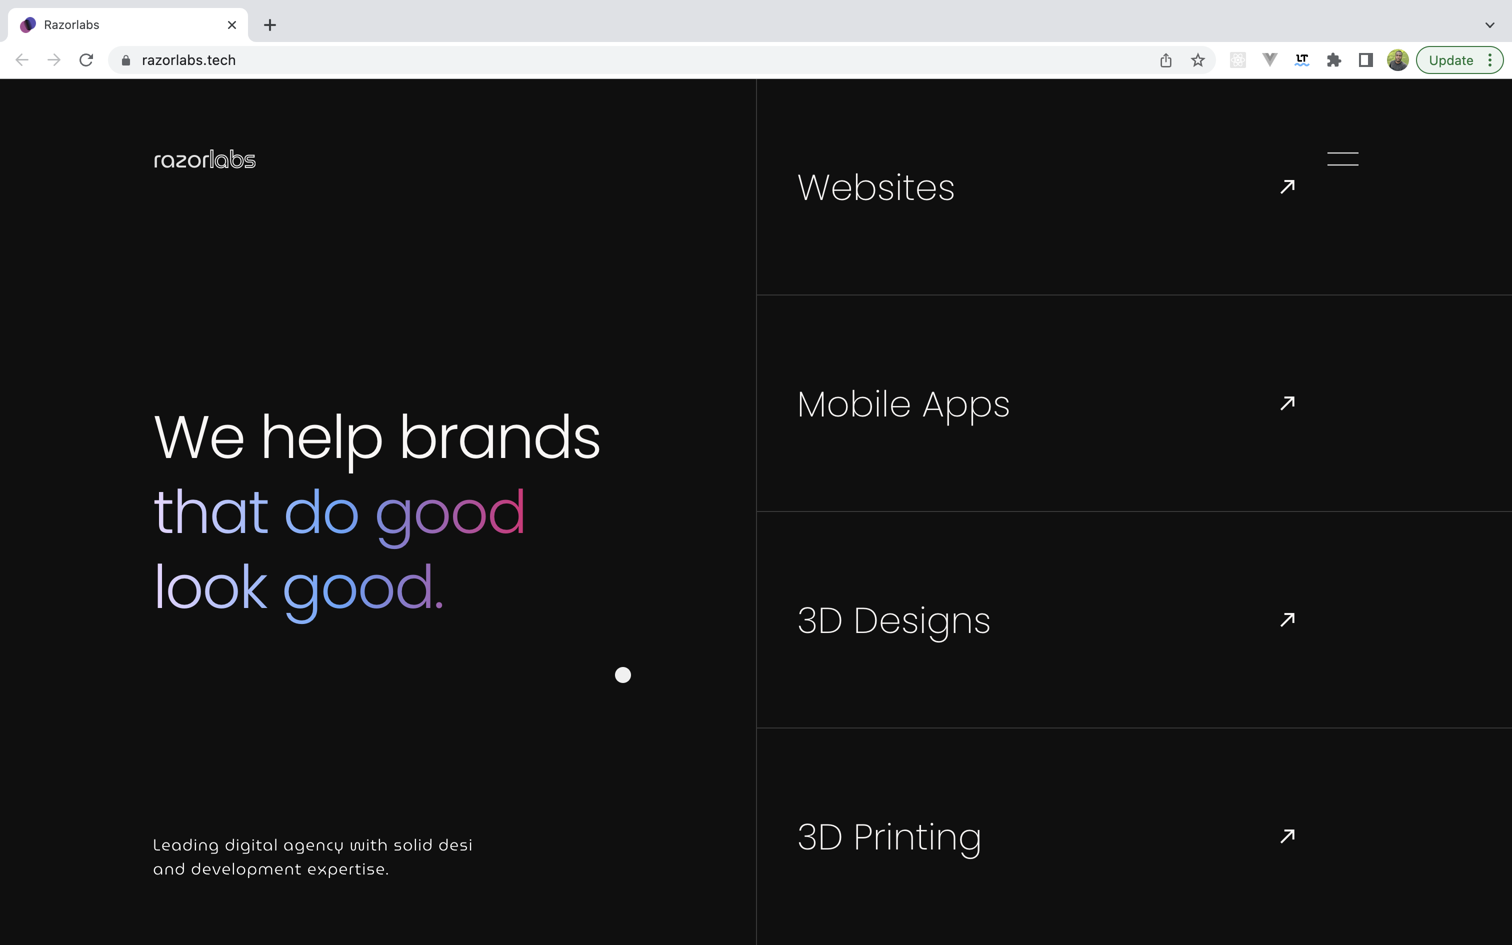 Razorlabs
razorlabs.tech
LT
Update
razorlabs
Websites
Mobile Apps
3D Designs
3D Printing
We help brands
that do good
look good.
Leading digital agency with solid desi
and development expertise.